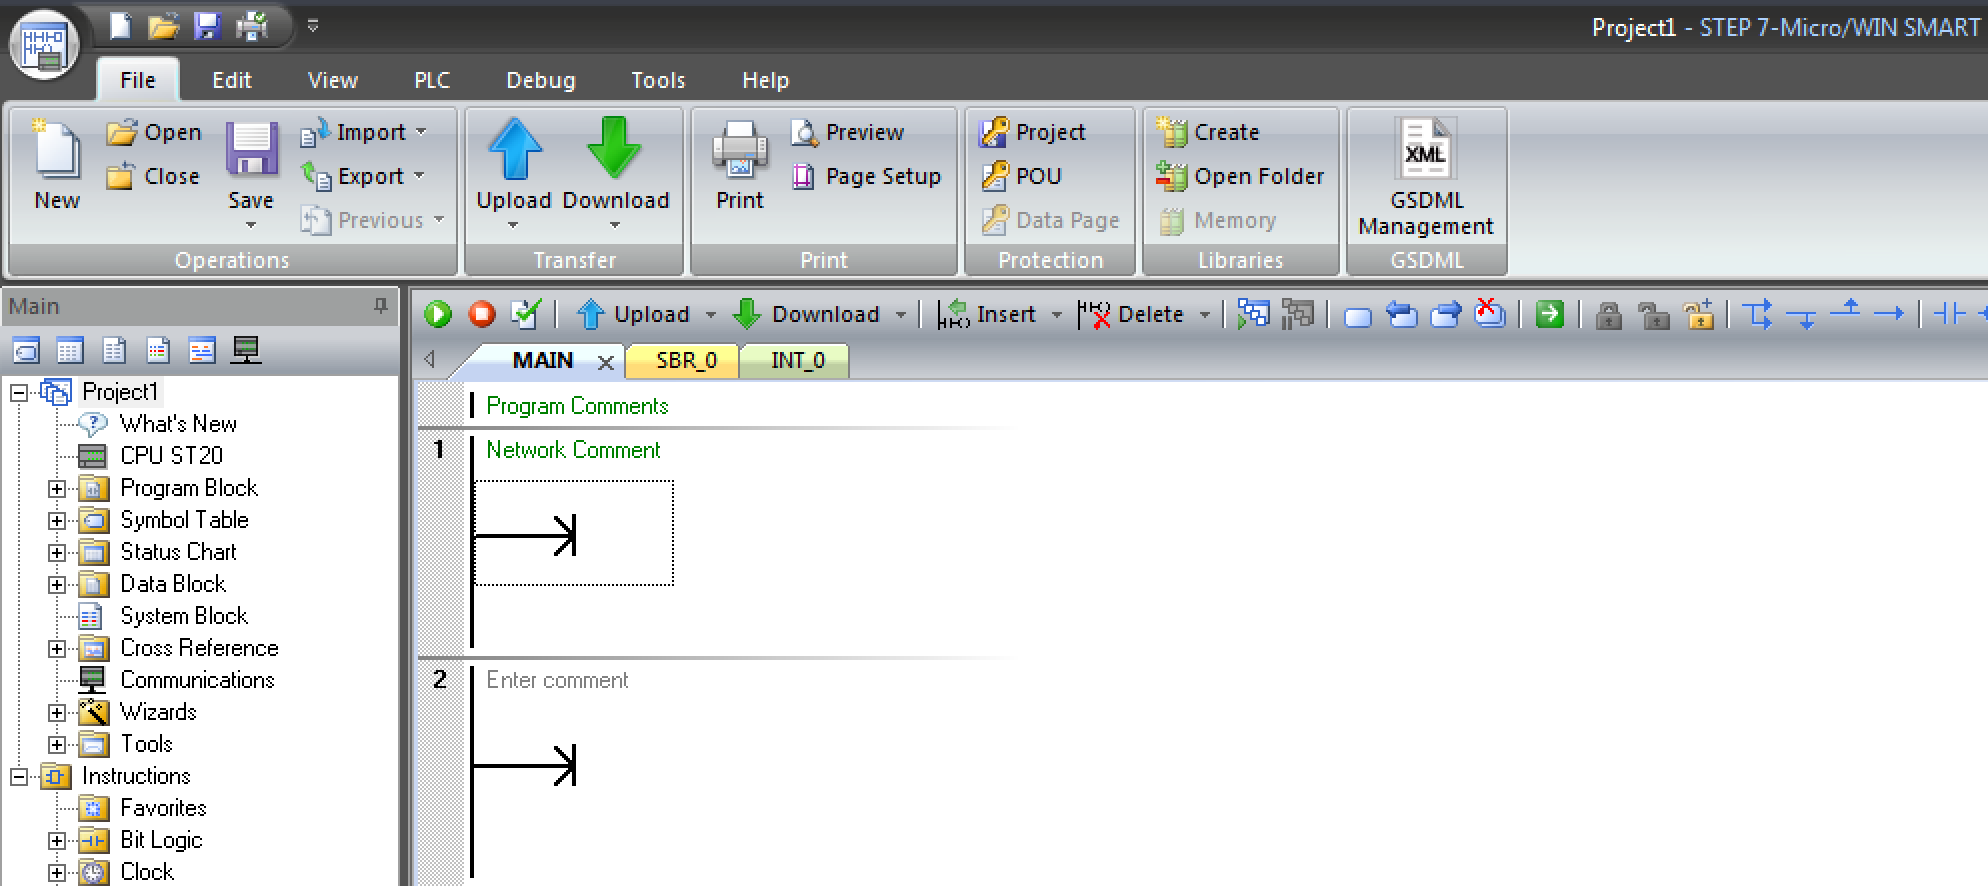 Project1 - STEP 7-Micro/WIN SMART
File Edit View PLC Debug Tools Help
New
Open
Close
Save
Import
Export
Previous
Operations
Upload
Download
Transfer
Print
Preview
Page Setup
Print
Project
POU
Data Page
Protection
Create
Open Folder
Memory
Libraries
XML
GSDML
Management
GSDML
Main
Upload Download Insert Delete
MAIN SBR_0 INT_0
Project1
What's New
CPU ST20
Program Block
Symbol Table
Status Chart
Data Block
System Block
Cross Reference
Communications
Wizards
Tools
Instructions
Favorites
Bit Logic
Clock
Program Comments
1 Network Comment
2 Enter comment